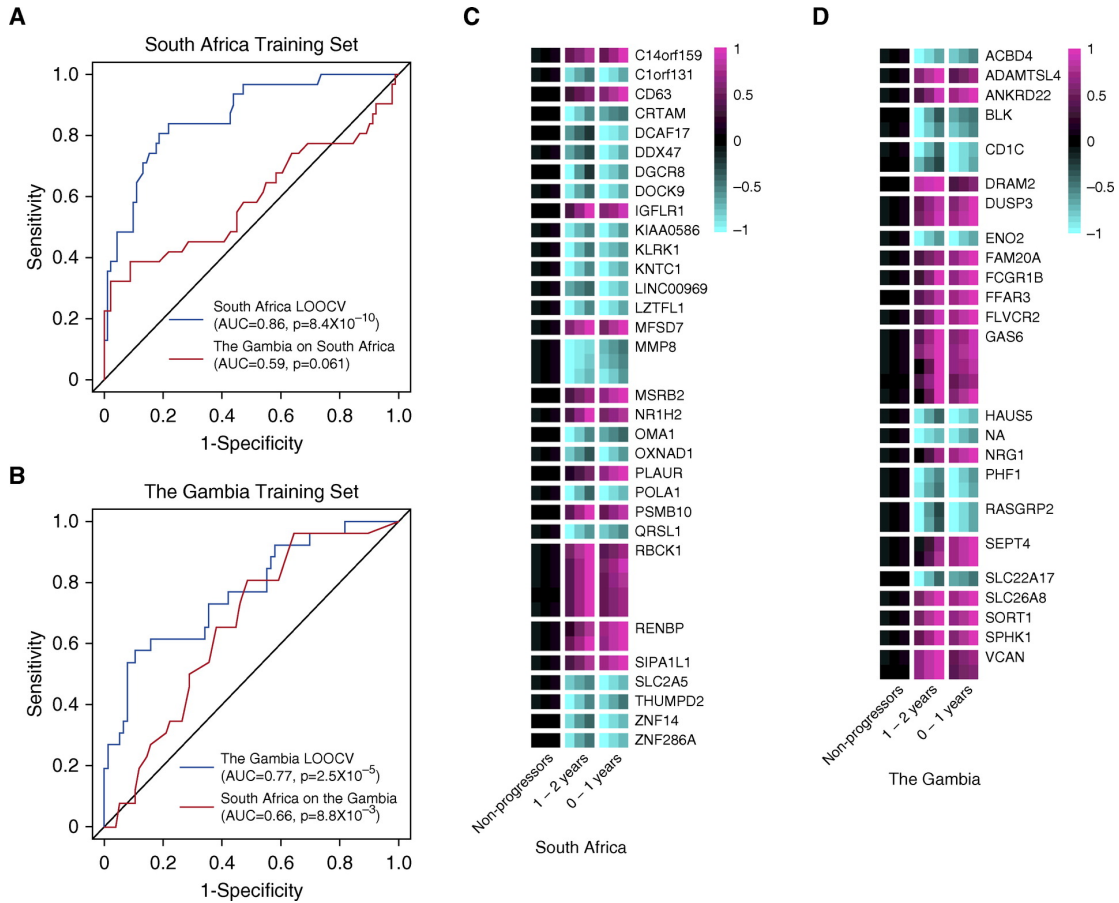 A
South Africa Training Set
1.0
0.8
0.6
0.4
0.2
0
Sensitivity
South Africa LOOCV
(AUC=0.86, p=8.4X10⁻¹⁰)
The Gambia on South Africa
(AUC=0.59, p=0.061)
0 0.2 0.4 0.6 0.8 1.0
1-Specificity
B
The Gambia Training Set
1.0
0.8
0.6
0.4
0.2
0
Sensitivity
The Gambia LOOCV
(AUC=0.77, p=2.5X10⁻⁵)
South Africa on the Gambia
(AUC=0.66, p=8.8X10⁻³)
0 0.2 0.4 0.6 0.8 1.0
1-Specificity
C
C14orf159
C1orf131
CD63
CRTAM
DCAF17
DDX47
DGCR8
DOCK9
IGFLR1
KIAA0586
KLRK1
KNTC1
LINC00969
LZTFL1
MFSD7
MMP8
MSRB2
NR1H2
OMA1
OXNAD1
PLAUR
POLA1
PSMB10
QRSL1
RBCK1
RENBP
SIPA1L1
SLC2A5
THUMPD2
ZNF14
ZNF286A
1
0.5
0
−0.5
−1
Non-progressors
1 – 2 years
0 – 1 years
South Africa
D
ACBD4
ADAMTSL4
ANKRD22
BLK
CD1C
DRAM2
DUSP3
ENO2
FAM20A
FCGR1B
FFAR3
FLVCR2
GAS6
HAUS5
NA
NRG1
PHF1
RASGRP2
SEPT4
SLC22A17
SLC26A8
SORT1
SPHK1
VCAN
1
0.5
0
−0.5
−1
Non-progressors
1 – 2 years
0 – 1 years
The Gambia